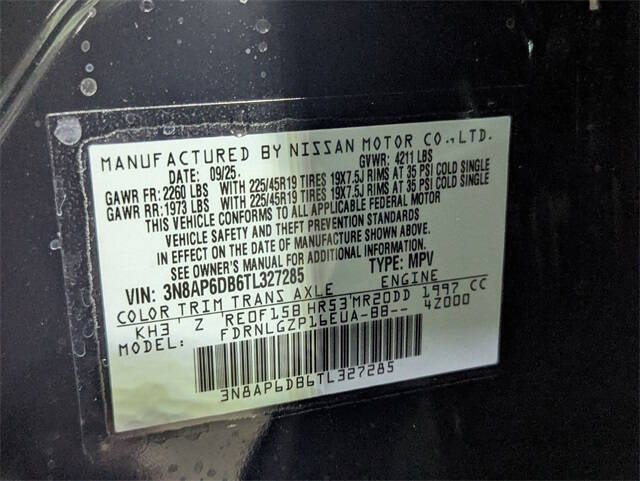 MANUFACTURED BY NISSAN MOTOR CO., LTD.
DATE: 09/25. GVWR: 4211 LBS
GAWR FR: 2260 LBS WITH 225/45R19 TIRES 19X7.5J RIMS AT 35 PSI COLD SINGLE
GAWR RR: 1973 LBS WITH 225/45R19 TIRES 19X7.5J RIMS AT 35 PSI COLD SINGLE
THIS VEHICLE CONFORMS TO ALL APPLICABLE FEDERAL MOTOR
VEHICLE SAFETY AND THEFT PREVENTION STANDARDS
IN EFFECT ON THE DATE OF MANUFACTURE SHOWN ABOVE.
SEE OWNER'S MANUAL FOR ADDITIONAL INFO.
VIN: 3N8AP6DB6TL327285 TYPE: MPV
COLOR TRIM TRANS AXLE ENGINE
KH3 Z RE0F15B HR53 MR20DD 1997 CC
MODEL: FDRNLGZP16EUA-BB-- 4Z000
3N8AP6DB6TL327285